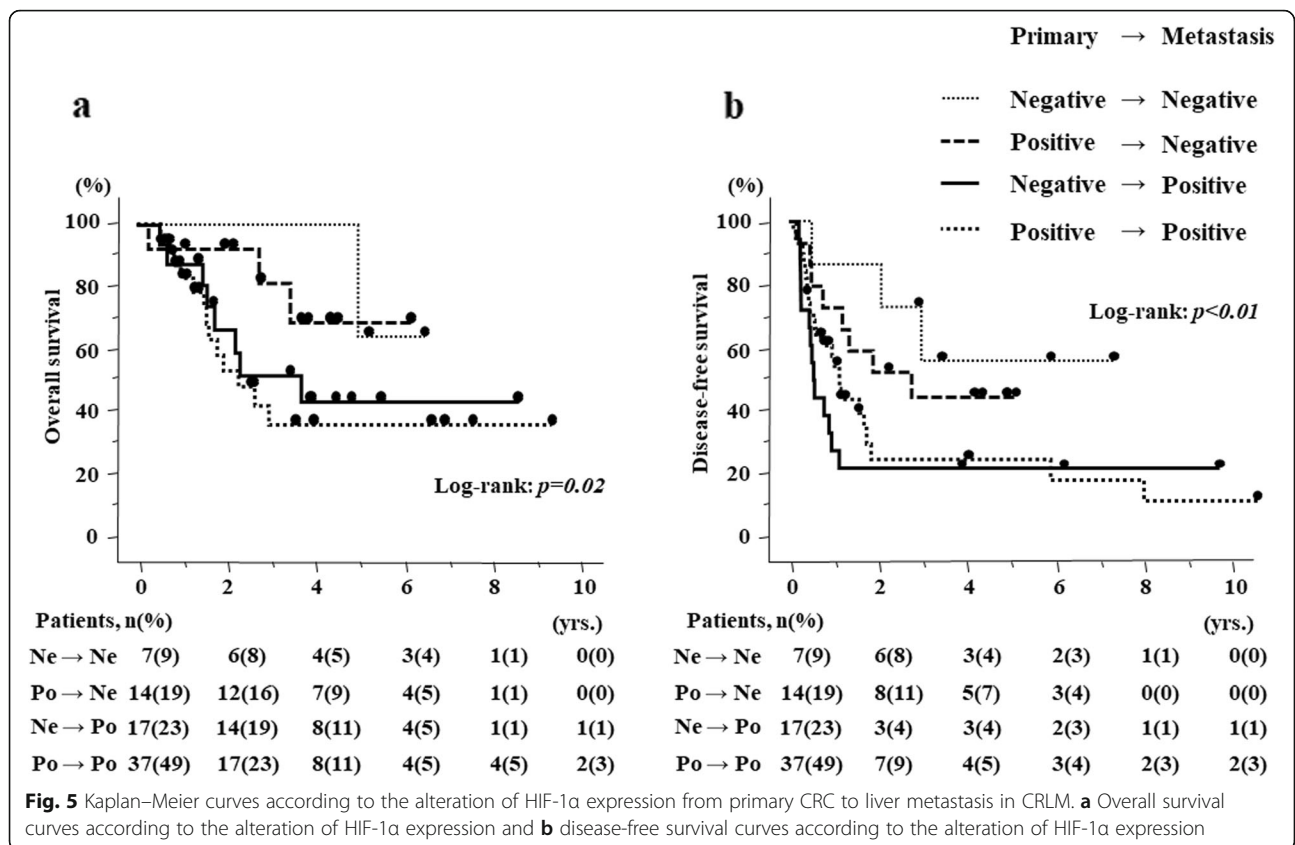 Primary → Metastasis
Negative → Negative
Positive → Negative
Negative → Positive
Positive → Positive
a
(%)
100
80
60
40
20
0
Overall survival
Log-rank: p=0.02
0 2 4 6 8 10
(yrs.)
Patients, n(%)
Ne → Ne 7(9) 6(8) 4(5) 3(4) 1(1) 0(0)
Po → Ne 14(19) 12(16) 7(9) 4(5) 1(1) 0(0)
Ne → Po 17(23) 14(19) 8(11) 4(5) 1(1) 1(1)
Po → Po 37(49) 17(23) 8(11) 4(5) 4(5) 2(3)
b
(%)
100
80
60
40
20
0
Disease-free survival
Log-rank: p<0.01
0 2 4 6 8 10
(yrs.)
Patients, n(%)
Ne → Ne 7(9) 6(8) 3(4) 2(3) 1(1) 0(0)
Po → Ne 14(19) 8(11) 5(7) 3(4) 0(0) 0(0)
Ne → Po 17(23) 3(4) 3(4) 2(3) 1(1) 1(1)
Po → Po 37(49) 7(9) 4(5) 3(4) 2(3) 2(3)
Fig. 5 Kaplan–Meier curves according to the alteration of HIF-1α expression from primary CRC to liver metastasis in CRLM. a Overall survival
curves according to the alteration of HIF-1α expression and b disease-free survival curves according to the alteration of HIF-1α expression